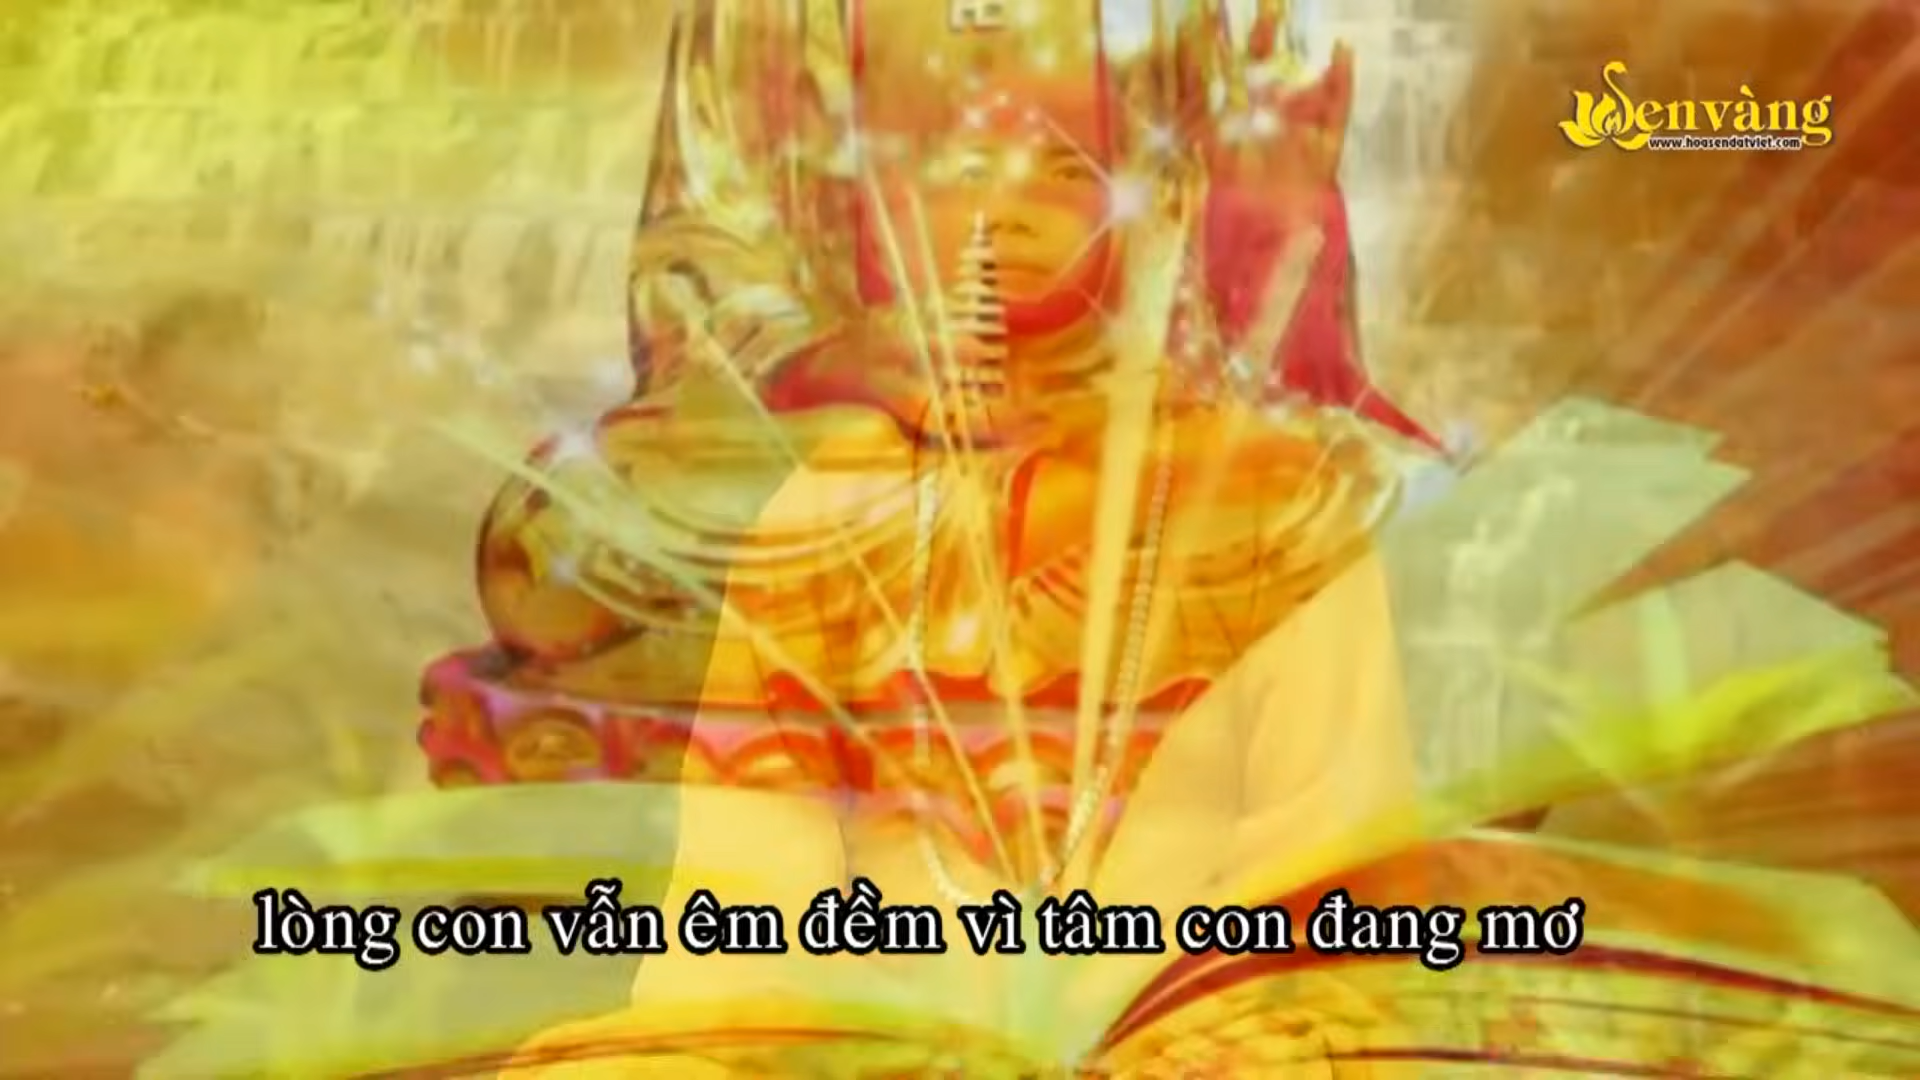 Senvàng
www.hoasendatviet.com
lòng con vẫn êm đềm vì tâm con đang mơ